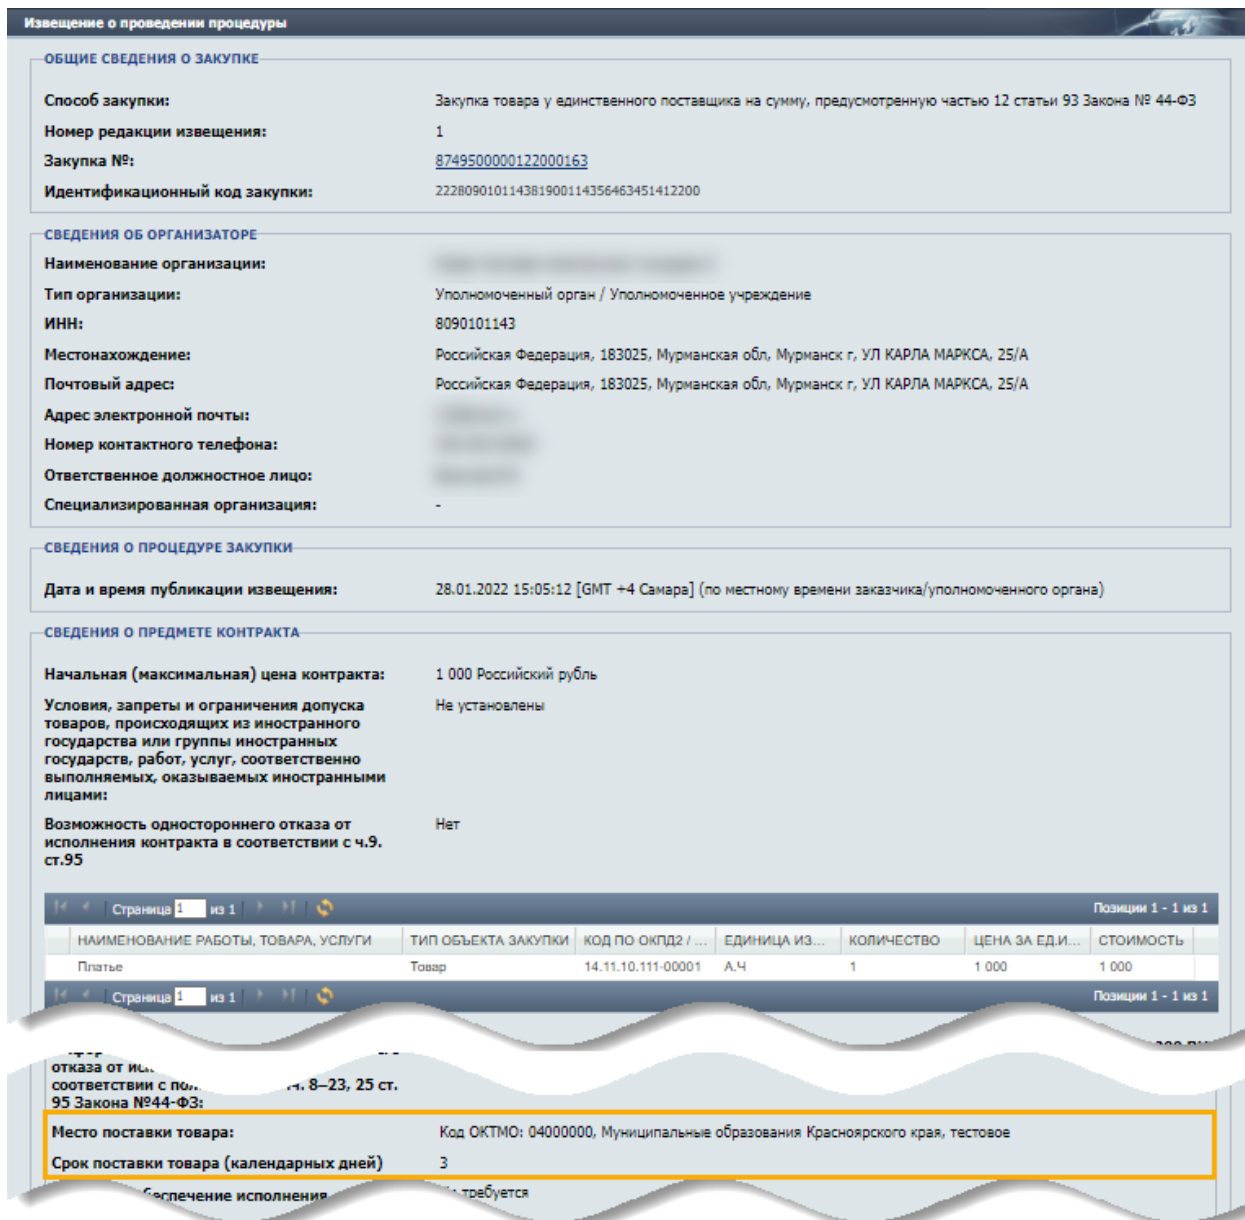 Извещение о проведении процедуры
ОБЩИЕ СВЕДЕНИЯ О ЗАКУПКЕ
Способ закупки: Закупка товара у единственного поставщика на сумму, предусмотренную частью 12 статьи 93 Закона № 44-ФЗ
Номер редакции извещения: 1
Закупка №: 8749500000122000163
Идентификационный код закупки: 222809010114381900114356463451412200
СВЕДЕНИЯ ОБ ОРГАНИЗАТОРЕ
Наименование организации:
Тип организации: Уполномоченный орган / Уполномоченное учреждение
ИНН: 8090101143
Местонахождение: Российская Федерация, 183025, Мурманская обл, Мурманск г, УЛ КАРЛА МАРКСА, 25/А
Почтовый адрес: Российская Федерация, 183025, Мурманская обл, Мурманск г, УЛ КАРЛА МАРКСА, 25/А
Адрес электронной почты:
Номер контактного телефона:
Ответственное должностное лицо:
Специализированная организация: -
СВЕДЕНИЯ О ПРОЦЕДУРЕ ЗАКУПКИ
Дата и время публикации извещения: 28.01.2022 15:05:12 [GMT +4 Самара] (по местному времени заказчика/уполномоченного органа)
СВЕДЕНИЯ О ПРЕДМЕТЕ КОНТРАКТА
Начальная (максимальная) цена контракта: 1 000 Российский рубль
Условия, запреты и ограничения допуска Не установлены
товаров, происходящих из иностранного
государства или группы иностранных
государств, работ, услуг, соответственно
выполняемых, оказываемых иностранными
лицами:
Возможность одностороннего отказа от Нет
исполнения контракта в соответствии с ч.9.
ст.95
Страница 1 из 1 Позиции 1 - 1 из 1
НАИМЕНОВАНИЕ РАБОТЫ, ТОВАРА, УСЛУГИ ТИП ОБЪЕКТА ЗАКУПКИ КОД ПО ОКПД2 / ... ЕДИНИЦА ИЗ... КОЛИЧЕСТВО ЦЕНА ЗА ЕД.И... СТОИМОСТЬ
Платье Товар 14.11.10.111-00001 А.Ч 1 1 000 1 000
Страница 1 из 1 Позиции 1 - 1 из 1
отказа от
соответствии с 8–23, 25 ст.
95 Закона №44-ФЗ:
Место поставки товара: Код ОКТМО: 04000000, Муниципальные образования Красноярского края, тестовое
Срок поставки товара (календарных дней) 3
исполнения требуется